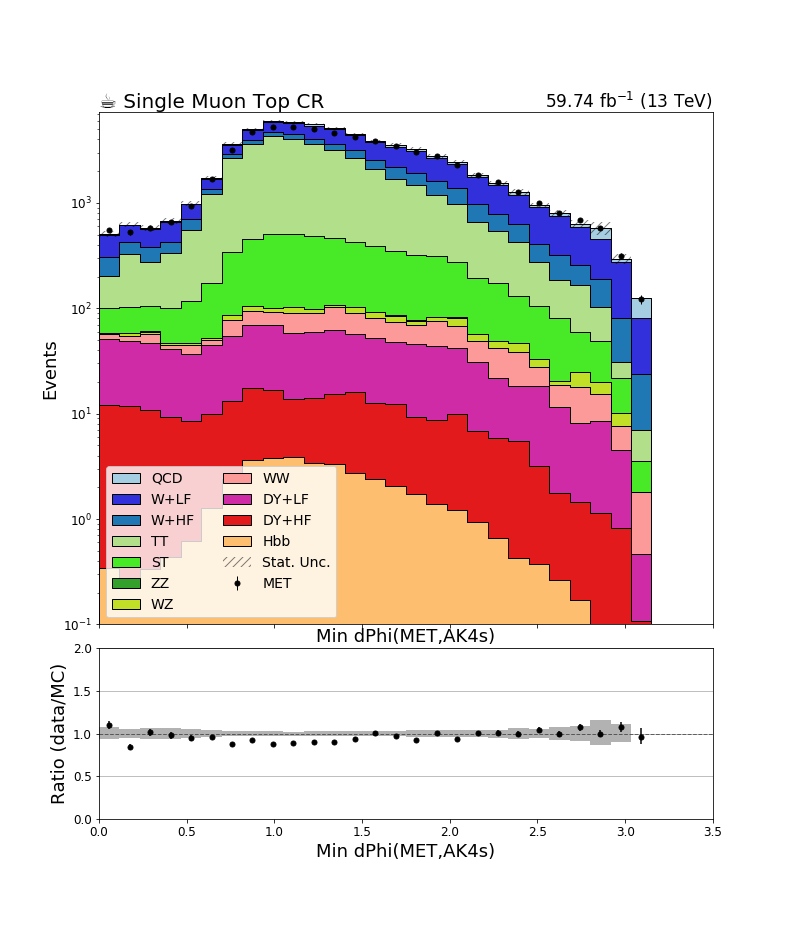 ☕ Single Muon Top CR
59.74 fb⁻¹ (13 TeV)
Events
10³
10²
10¹
10⁰
10⁻¹
QCD
W+LF
W+HF
TT
ST
ZZ
WZ
WW
DY+LF
DY+HF
Hbb
Stat. Unc.
MET
Min dPhi(MET,AK4s)
Ratio (data/MC)
2.0
1.5
1.0
0.5
0.0
0.0 0.5 1.0 1.5 2.0 2.5 3.0 3.5
Min dPhi(MET,AK4s)